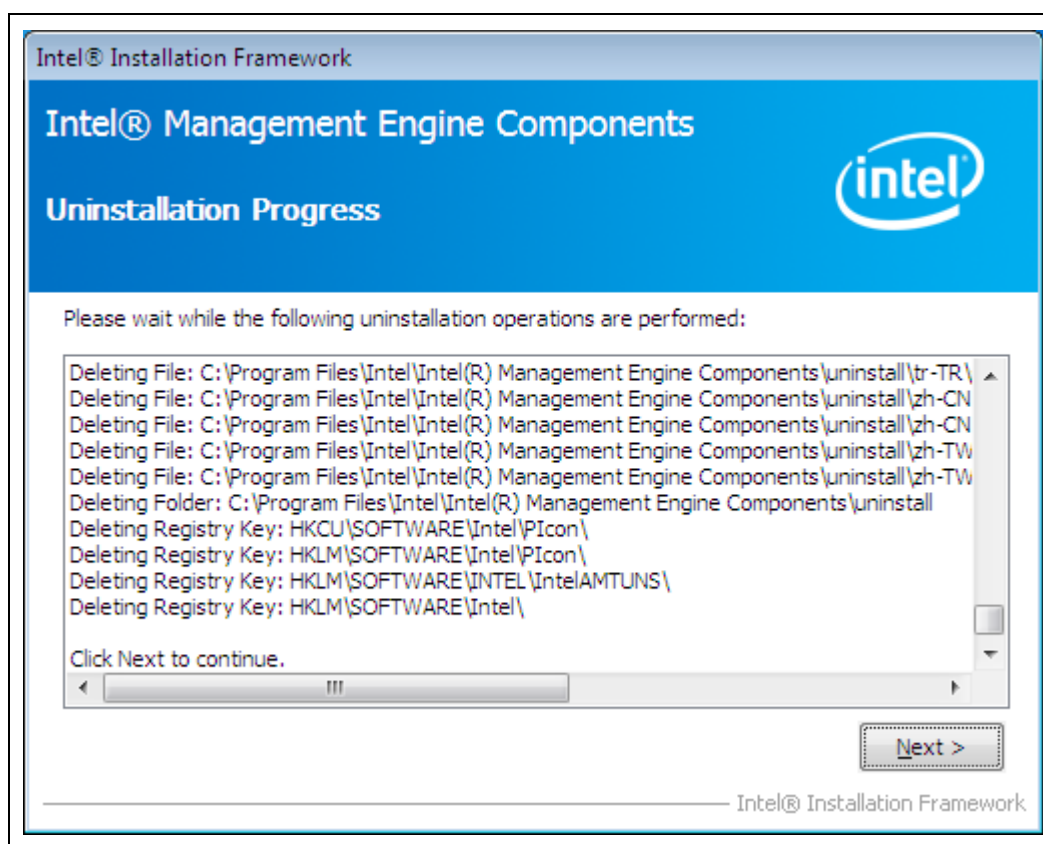 Intel® Installation Framework
Intel® Management Engine Components
intel
Uninstallation Progress
Please wait while the following uninstallation operations are performed:
Deleting File: C:\Program Files\Intel\Intel(R) Management Engine Components\uninstall\tr-TR\
Deleting File: C:\Program Files\Intel\Intel(R) Management Engine Components\uninstall\zh-CN
Deleting File: C:\Program Files\Intel\Intel(R) Management Engine Components\uninstall\zh-CN
Deleting File: C:\Program Files\Intel\Intel(R) Management Engine Components\uninstall\zh-TW
Deleting File: C:\Program Files\Intel\Intel(R) Management Engine Components\uninstall\zh-TW
Deleting Folder: C:\Program Files\Intel\Intel(R) Management Engine Components\uninstall
Deleting Registry Key: HKCU\SOFTWARE\Intel\PIcon\
Deleting Registry Key: HKLM\SOFTWARE\Intel\PIcon\
Deleting Registry Key: HKLM\SOFTWARE\INTEL\IntelAMTUNS\
Deleting Registry Key: HKLM\SOFTWARE\Intel\
Click Next to continue.
Next >
Intel® Installation Framework